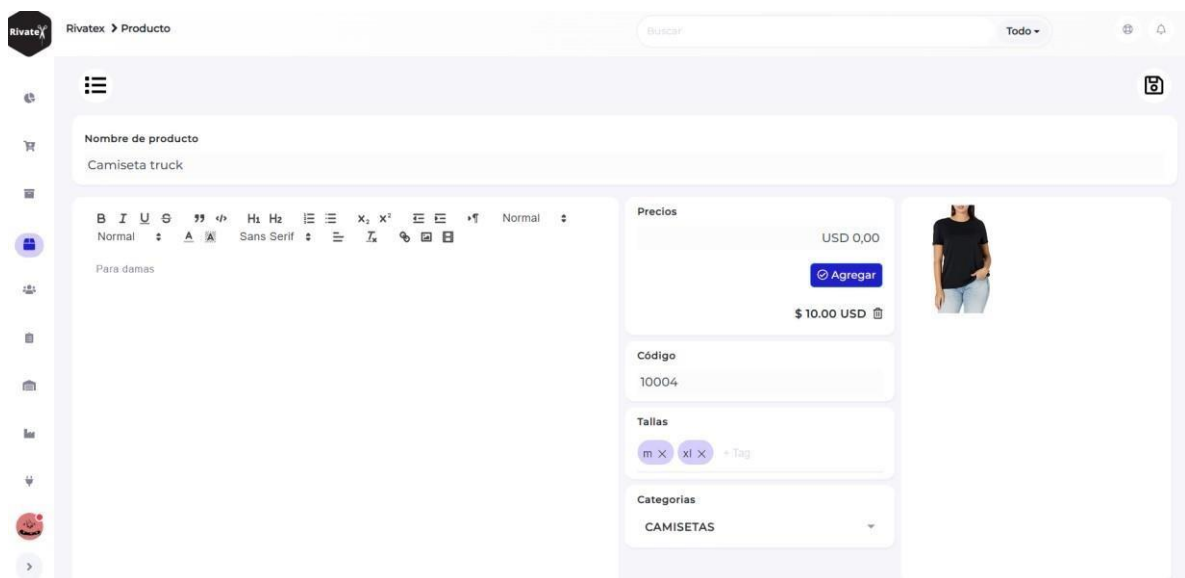 Rivatex
Rivatex > Producto
Buscar
Todo
Nombre de producto
Camiseta truck
B I U S H1 H2 x₂ x² Normal
Normal A A Sans Serif Tx
Para damas
Precios
USD 0,00
Agregar
$ 10.00 USD
Código
10004
Tallas
m × xl × + Tag
Categorias
CAMISETAS